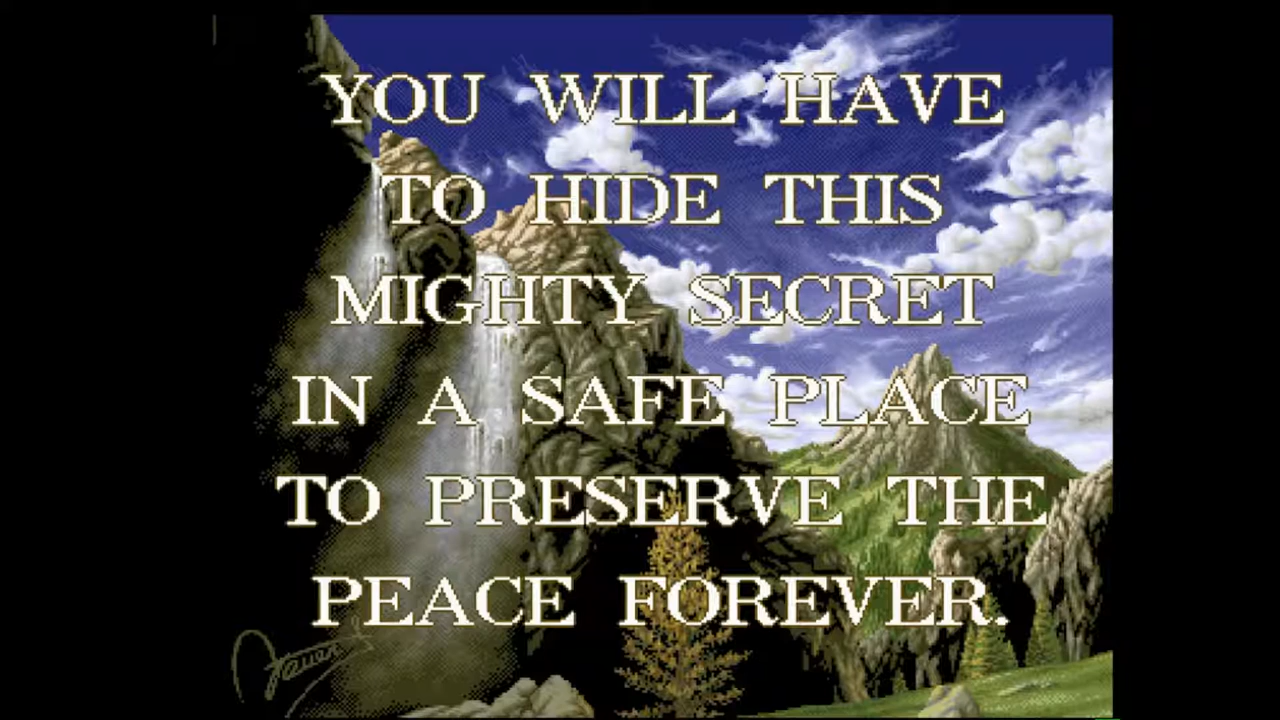 YOU WILL HAVE
TO HIDE THIS
MIGHTY SECRET
IN A SAFE PLACE
TO PRESERVE THE
PEACE FOREVER.